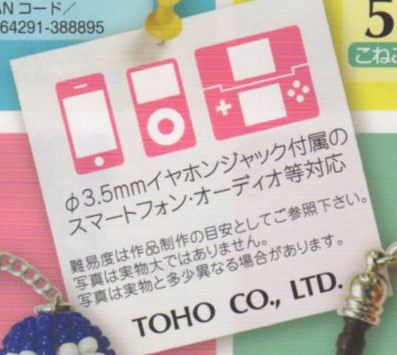 ANコード/
64291-388895
5
こねこ
φ3.5mmイヤホンジャック付属の
スマートフォン・オーディオ等対応
難易度は作品制作の目安としてご参照下さい。
写真は実物大ではありません。
写真は実物と多少異なる場合があります。
TOHO CO., LTD.